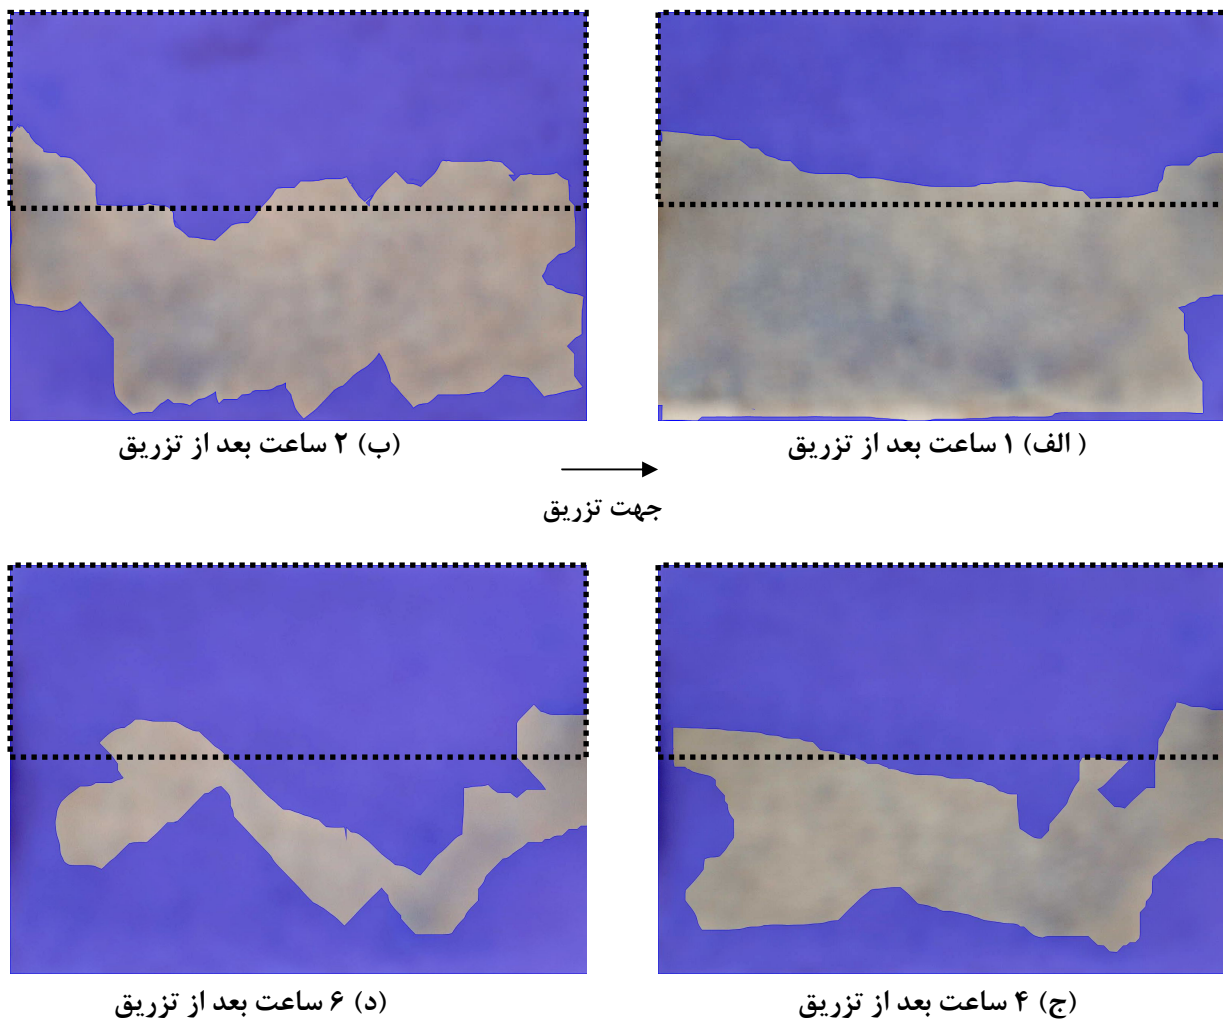 (الف) ۱ ساعت بعد از تزریق
(ب) ۲ ساعت بعد از تزریق
جهت تزریق
(ج) ۴ ساعت بعد از تزریق
(د) ۶ ساعت بعد از تزریق